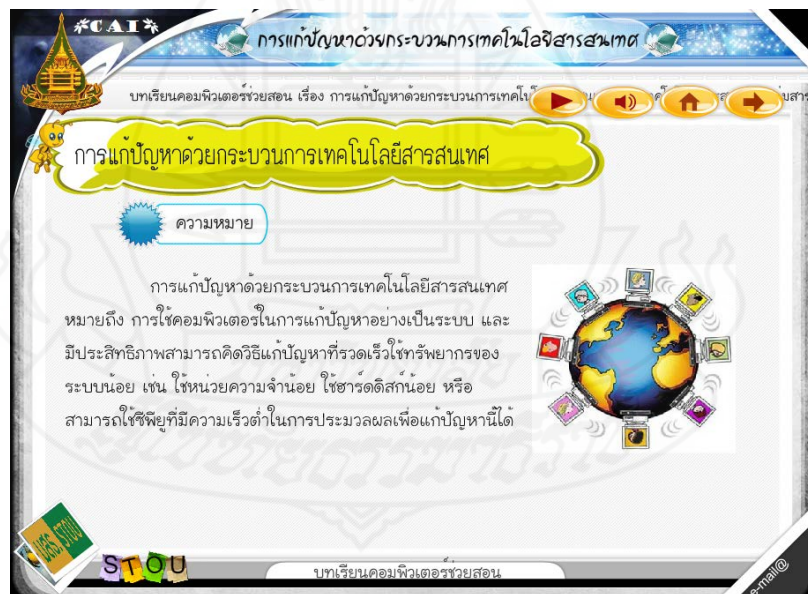 *CAI*
การแก้ปัญหาด้วยกระบวนการเทคโนโลยีสารสนเทศ
บทเรียนคอมพิวเตอร์ช่วยสอน เรื่อง การแก้ปัญหาด้วยกระบวนการเทคโน
การแก้ปัญหาด้วยกระบวนการเทคโนโลยีสารสนเทศ
ความหมาย
การแก้ปัญหาด้วยกระบวนการเทคโนโลยีสารสนเทศ
หมายถึง การใช้คอมพิวเตอร์ในการแก้ปัญหาอย่างเป็นระบบ และ
มีประสิทธิภาพสามารถคิดวิธีแก้ปัญหาที่รวดเร็วใช้ทรัพยากรของ
ระบบน้อย เช่น ใช้หน่วยความจำน้อย ใช้ฮาร์ดดิสก์น้อย หรือ
สามารถใช้ซีพียูที่มีความเร็วต่ำในการประมวลผลเพื่อแก้ปัญหานี้ได้
มสธ. STOU
STOU
บทเรียนคอมพิวเตอร์ช่วยสอน
e-mail@